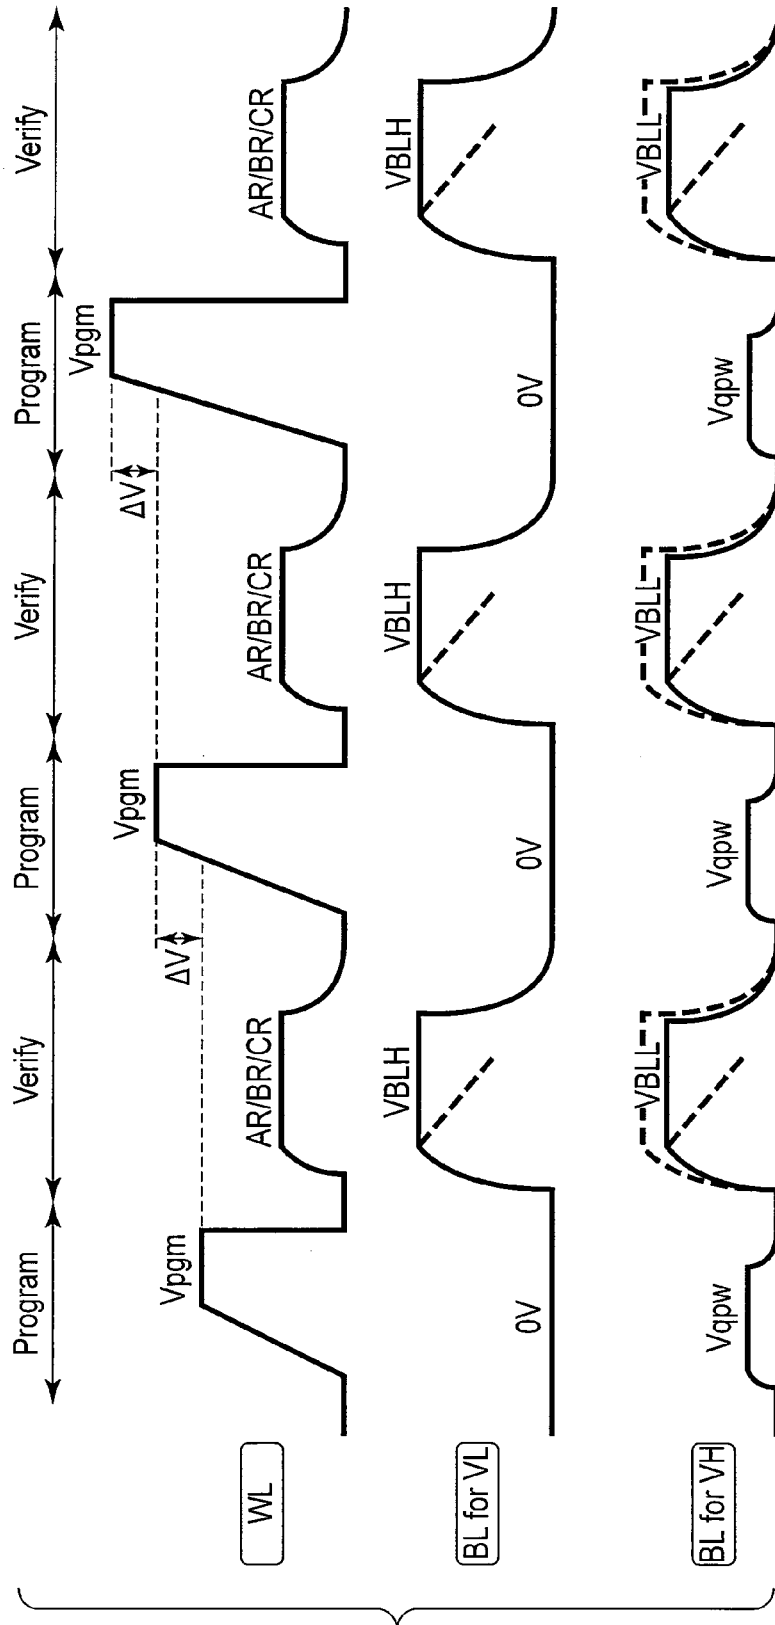 Program Verify Program Verify Program Verify
WL
Vpgm
AR/BR/CR
ΔV
Vpgm
AR/BR/CR
ΔV
Vpgm
AR/BR/CR
BL for VL
0V
VBLH
0V
VBLH
0V
VBLH
BL for VH
Vqpw
VBLL
Vqpw
VBLL
Vqpw
VBLL